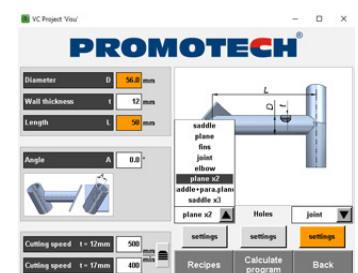 VC Project 'Visu'
PROMOTECH®
Diameter D 56.0 mm
Wall thickness t 12 mm
Length L 50 mm
Angle A 0.0 °
Cutting speed t = 12mm 500
mm
min
Cutting speed t = 17mm 400
L
D
t
saddle
plane
fins
joint
elbow
plane x2
addle+para.plan
saddle x3
plane x2 Holes joint
settings settings settings
Recipes Calculate program Back